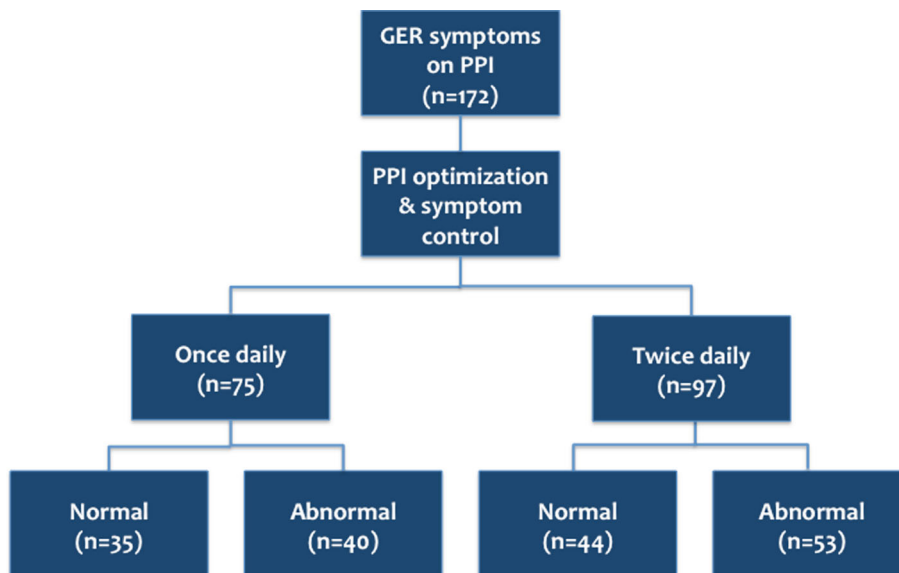 GER symptoms
on PPI
(n=172)
PPI optimization
& symptom
control
Once daily
(n=75)
Twice daily
(n=97)
Normal
(n=35)
Abnormal
(n=40)
Normal
(n=44)
Abnormal
(n=53)